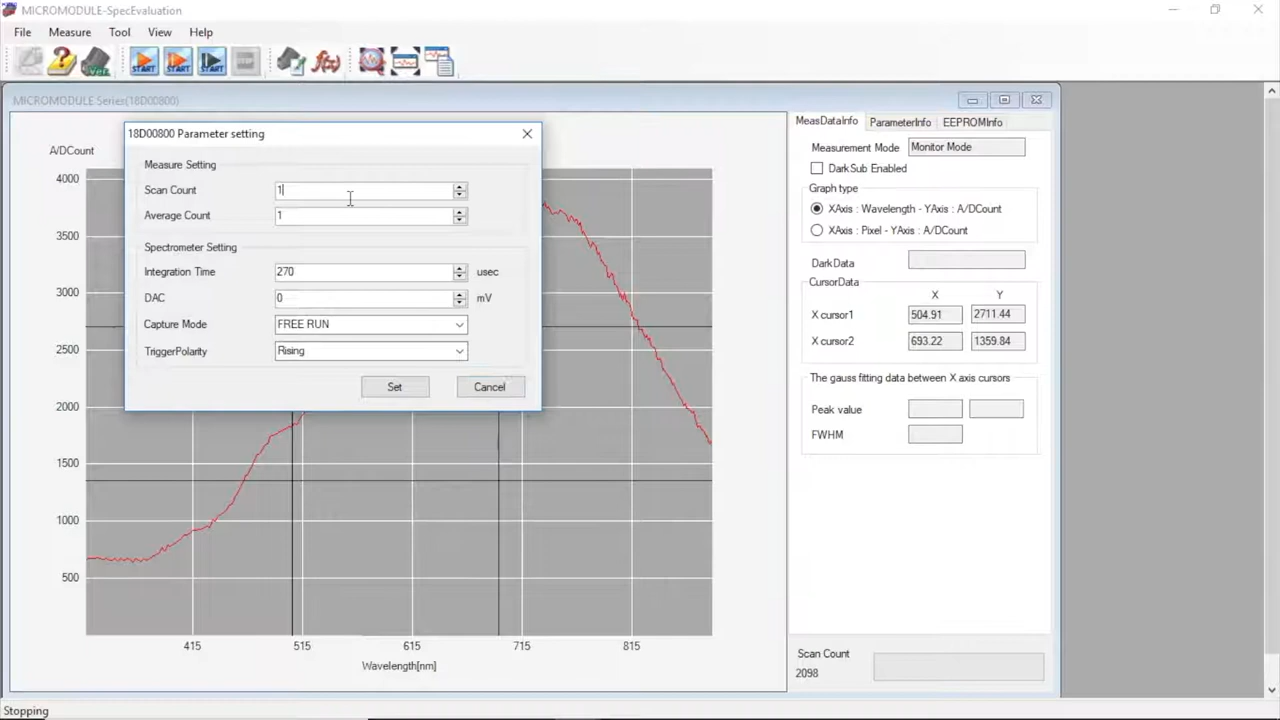 MICROMODULE-SpecEvaluation
File Measure Tool View Help
START START START
MICROMODULE Series(18D00800)
18D00800 Parameter setting
Measure Setting
Scan Count 1
Average Count 1
Spectrometer Setting
Integration Time 270 usec
DAC 0 mV
Capture Mode FREE RUN
TriggerPolarity Rising
Set Cancel
A/DCount
4000
3500
3000
2500
2000
1500
1000
500
415 515 615 715 815
Wavelength[nm]
MeasDataInfo ParameterInfo EEPROMInfo
Measurement Mode Monitor Mode
DarkSub Enabled
Graph type
XAxis : Wavelength - YAxis : A/DCount
XAxis : Pixel - YAxis : A/DCount
DarkData
CursorData
X Y
X cursor1 504.91 2711.44
X cursor2 693.22 1359.84
The gauss fitting data between X axis cursors
Peak value
FWHM
Scan Count
2098
Stopping